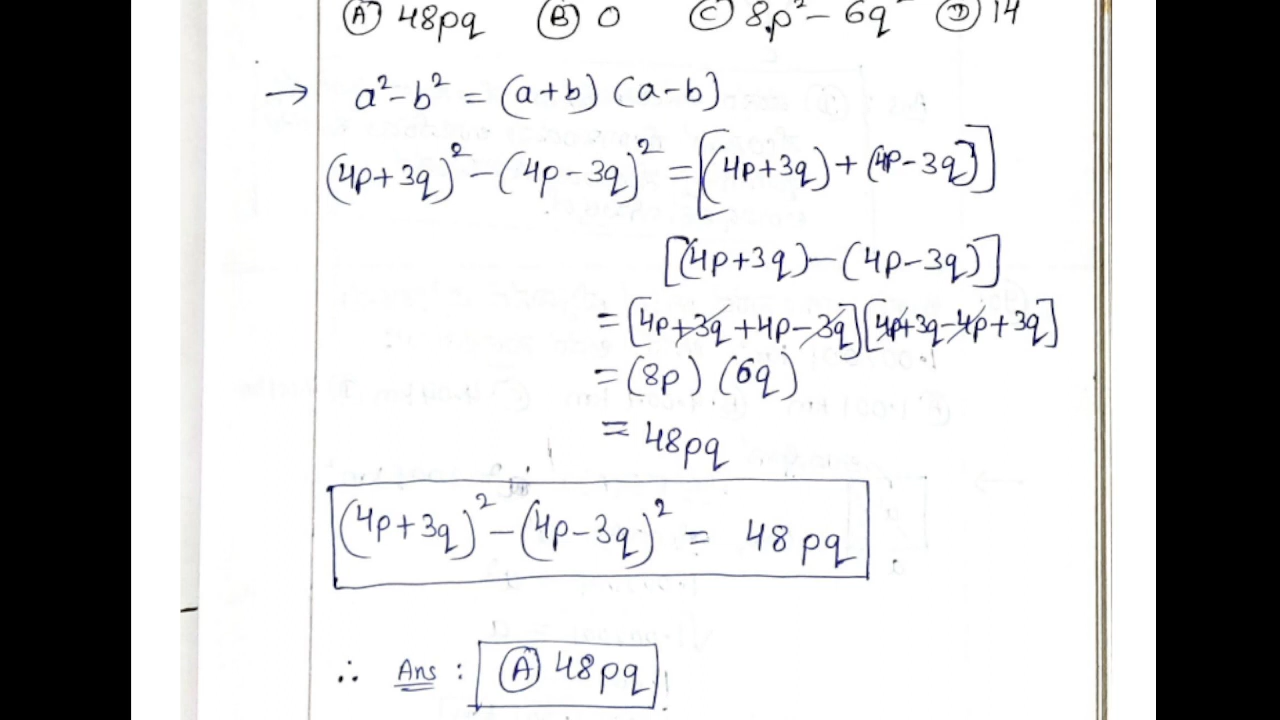 (A) 48pq (B) 0 (C) 8p² - 6q² (D) 14
→ a²-b² = (a+b) (a-b)
(4p+3q)² - (4p-3q)² = [(4p+3q) + (4p-3q)]
[(4p+3q) - (4p-3q)]
= [4p+3q +4p-3q][4p+3q-4p+3q]
= (8p) (6q)
= 48pq
(4p+3q)² - (4p-3q)² = 48pq
∴ Ans : (A) 48pq